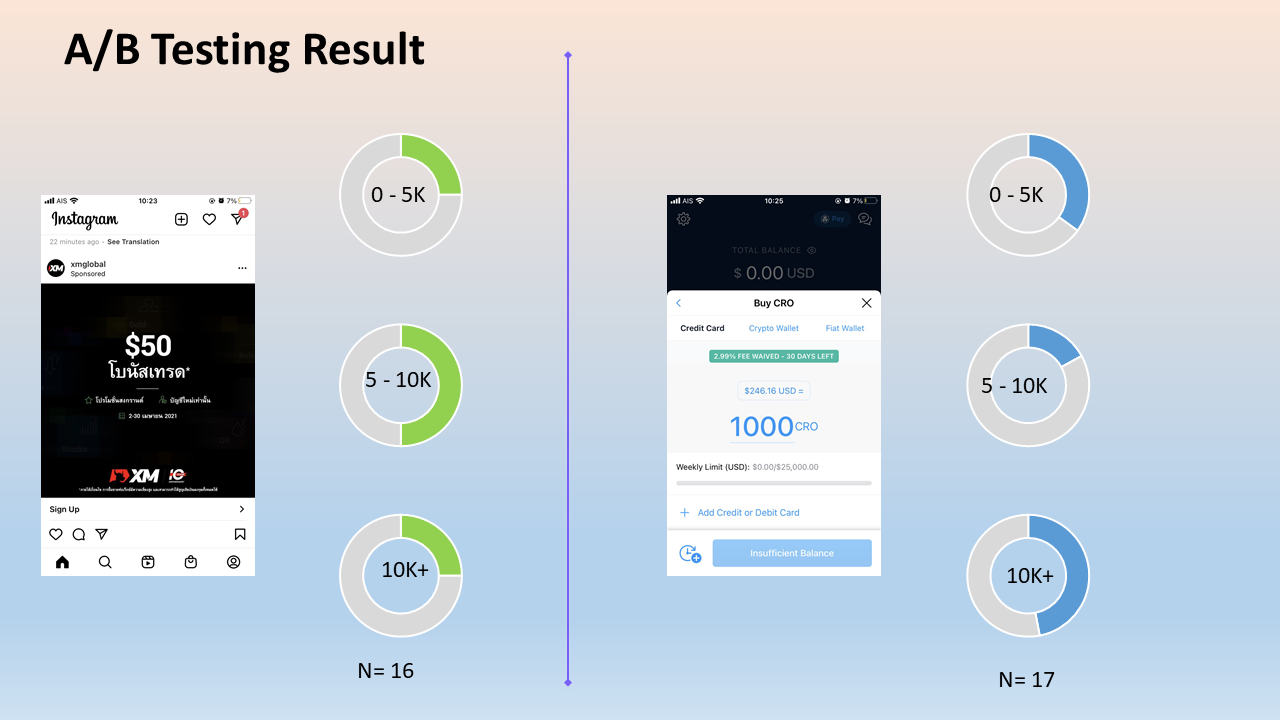 A/B Testing Result
AIS 10:23 7%
Instagram
1
22 minutes ago · See Translation
XM
xmglobal
Sponsored
$50
โบนัสเทรด*
โปรโมชั่นสงกรานต์ บัญชีใหม่เท่านั้น
2-30 เมษายน 2021
XM 10
Sign Up
0 - 5K
5 - 10K
10K+
N= 16
AIS 10:25 7%
Pay
TOTAL BALANCE
$ 0.00 USD
Buy CRO
Credit Card Crypto Wallet Fiat Wallet
2.99% FEE WAIVED - 30 DAYS LEFT
$246.16 USD =
1000 CRO
Weekly Limit (USD): $0.00/$25,000.00
+ Add Credit or Debit Card
Insufficient Balance
0 - 5K
5 - 10K
10K+
N= 17